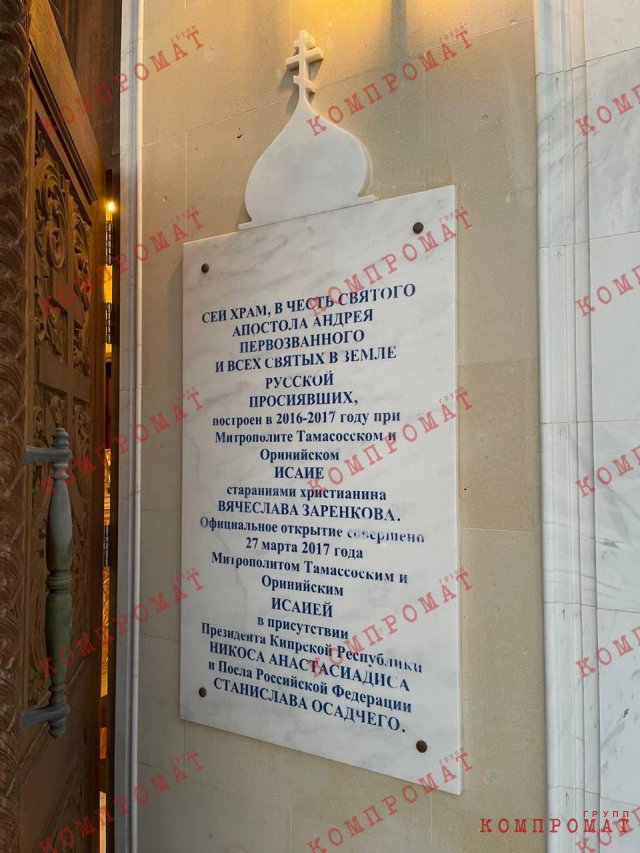 СЕЙ ХРАМ, В ЧЕСТЬ СВЯТОГО
АПОСТОЛА АНДРЕЯ
ПЕРВОЗВАННОГО
И ВСЕХ СВЯТЫХ В ЗЕМЛЕ
РУССКОЙ
ПРОСИЯВШИХ,
построен в 2016-2017 году при
Митрополите Тамасосском и
Оринийском
ИСАИЕ
стараниями христианина
ВЯЧЕСЛАВА ЗАРЕНКОВА.
Официальное открытие совершено
27 марта 2017 года
Митрополитом Тамассоским и
Оринийским
ИСАИЕЙ
в присутствии
Президента Кипрской Республики
НИКОСА АНАСТАСИАДИСА
и Посла Российской Федерации
СТАНИСЛАВА ОСАДЧЕГО.
ГРУПП
КОМПРОМАТ